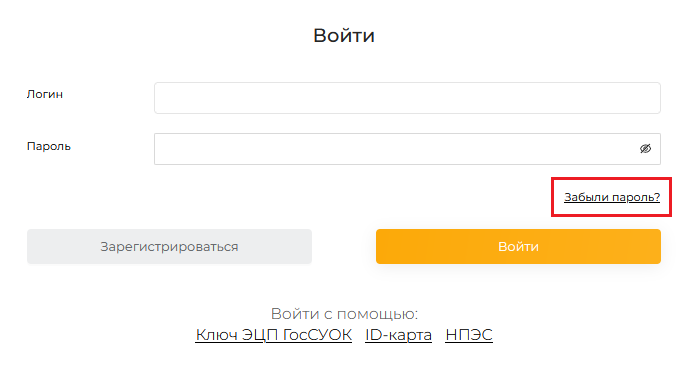 Войти
Логин
Пароль
Забыли пароль?
Зарегистрироваться Войти
Войти с помощью:
Ключ ЭЦП ГосСУОК ID-карта НПЭС